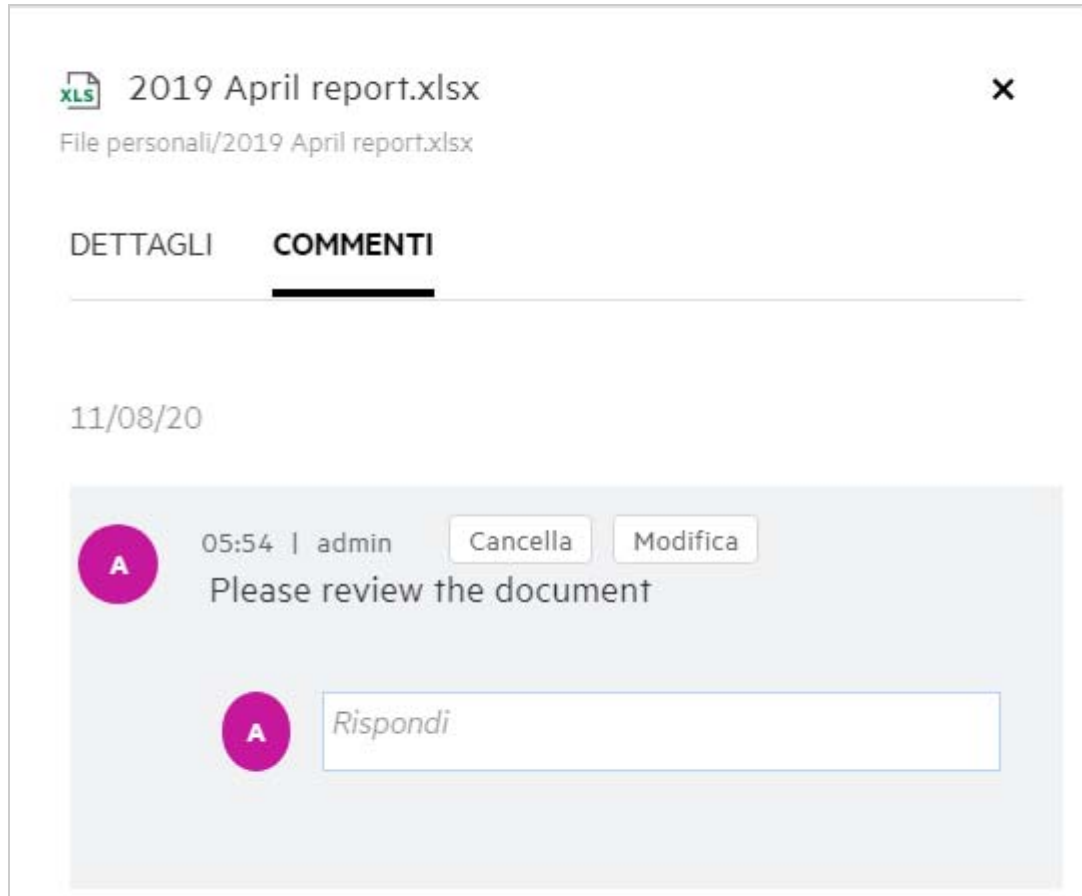 XLS 2019 April report.xlsx
File personali/2019 April report.xlsx
DETTAGLI COMMENTI
11/08/20
A 05:54 | admin Cancella Modifica
Please review the document
A Rispondi